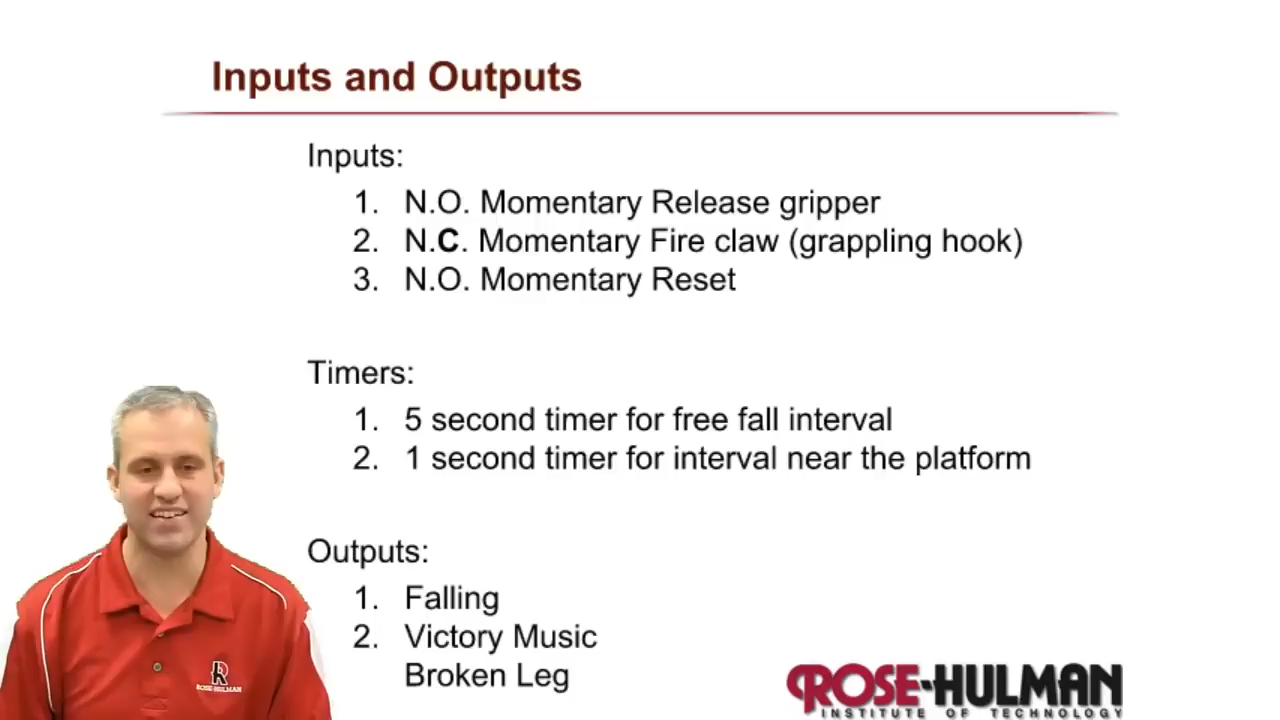 Inputs and Outputs
Inputs:
1. N.O. Momentary Release gripper
2. N.C. Momentary Fire claw (grappling hook)
3. N.O. Momentary Reset
Timers:
1. 5 second timer for free fall interval
2. 1 second timer for interval near the platform
Outputs:
1. Falling
2. Victory Music
Broken Leg
R
ROSE-HULMAN
ROSE-HULMAN
INSTITUTE OF TECHNOLOGY